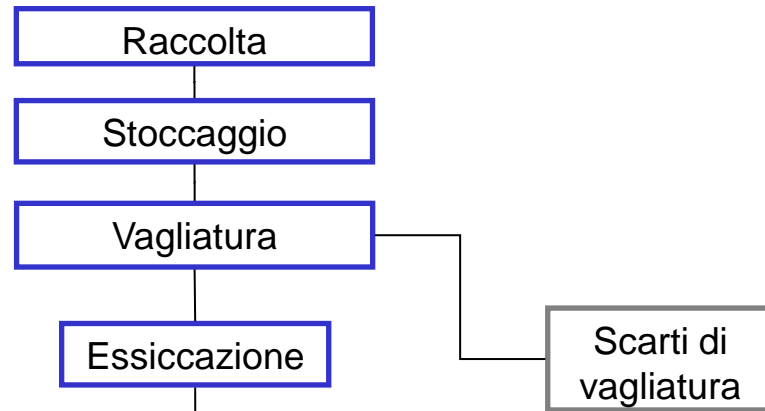 Raccolta
Stoccaggio
Vagliatura
Essiccazione
Scarti di
vagliatura